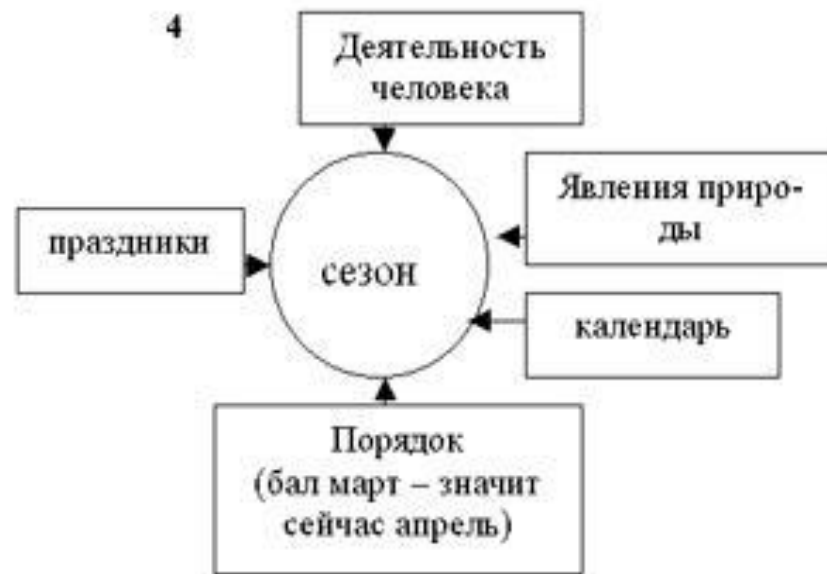 4
Деятельность
человека
Явления приро-
ды
праздники
сезон
календарь
Порядок
(бал март – значит
сейчас апрель)